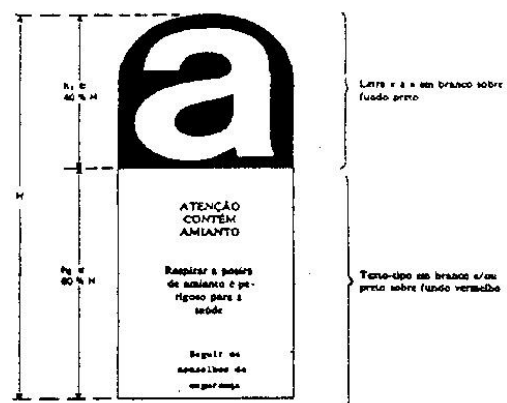 a
40 % H
Letra « a » em branco sobre
fundo preto
H
60 % H
ATENÇÃO
CONTÉM
AMIANTO
Respirar a poeira
de amianto é pe-
rigoso para a
saúde
Seguir os
conselhos de
segurança
Texto-tipo em branco e/ou
preto sobre fundo vermelho